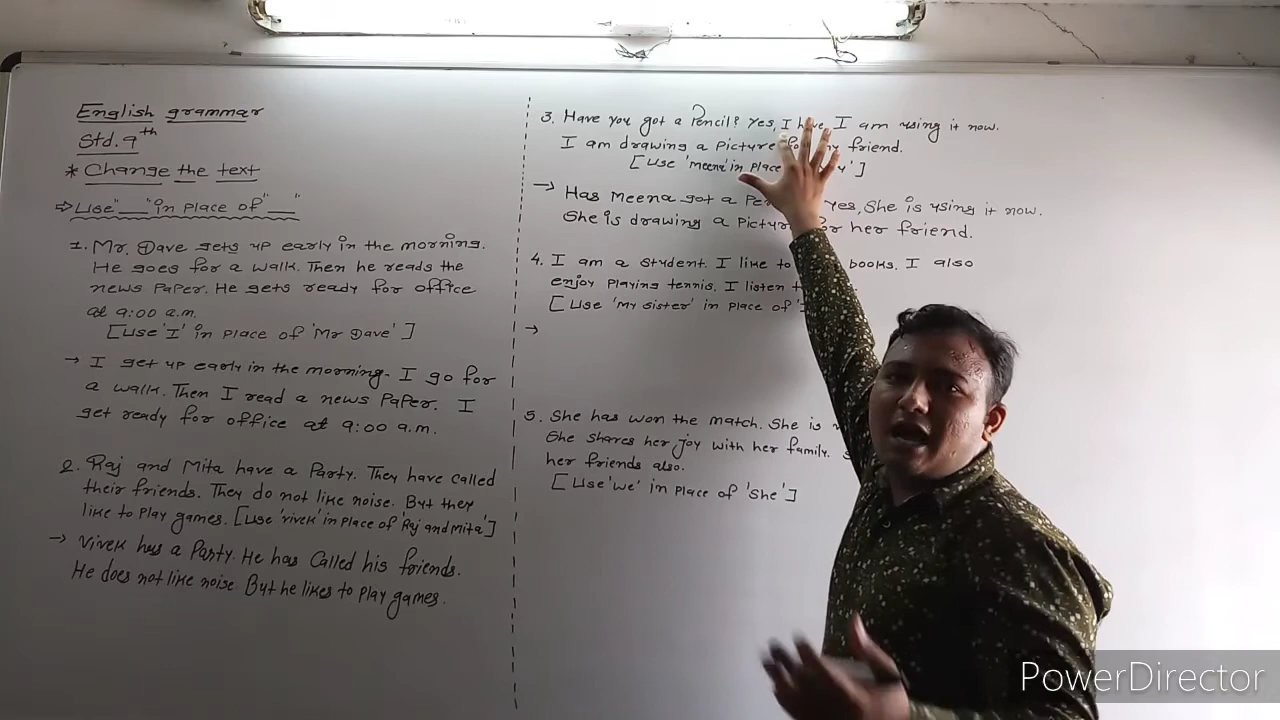 English grammar
Std. 9th
* Change the text
⇨ Use "___" in place of "___"
1. Mr. Dave gets up early in the morning.
He goes for a walk. Then he reads the
news paper. He gets ready for office
at 9:00 a.m.
[Use 'I' in place of 'Mr Dave']
→ I get up early in the morning. I go for
a walk. Then I read a news paper. I
get ready for office at 9:00 a.m.
2. Raj and Mita have a party. They have called
their friends. They do not like noise. But they
like to play games. [Use 'vivek' in place of 'Raj and Mita']
→ Vivek has a party. He has called his friends.
He does not like noise But he likes to play games.
3. Have you got a pencil? Yes, I have I am using it now.
I am drawing a picture my friend.
[Use 'meena' in place ]
→ Has Meena got a Yes, She is using it now.
She is drawing a picture her friend.
4. I am a student. I like to books. I also
enjoy playing tennis. I listen
[Use 'my sister' in place of
→
5. She has won the match. She is
She shares her joy with her family.
her friends also.
[Use 'we' in place of 'She']
PowerDirector